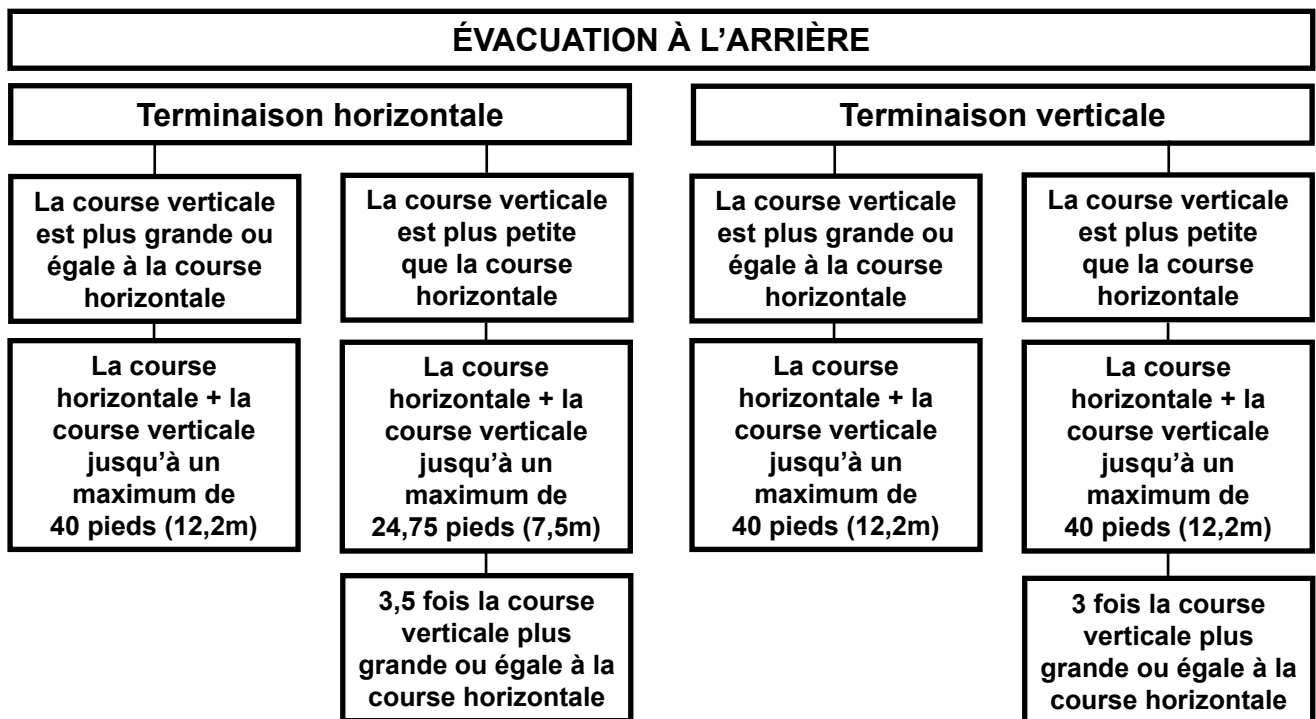 ÉVACUATION À L'ARRIÈRE
Terminaison horizontale
La course verticale
est plus grande ou
égale à la course
horizontale
La course
horizontale + la
course verticale
jusqu'à un
maximum de
40 pieds (12,2m)
La course verticale
est plus petite
que la course
horizontale
La course
horizontale + la
course verticale
jusqu'à un
maximum de
24,75 pieds (7,5m)
3,5 fois la course
verticale plus
grande ou égale à la
course horizontale
Terminaison verticale
La course verticale
est plus grande ou
égale à la course
horizontale
La course
horizontale + la
course verticale
jusqu'à un
maximum de
40 pieds (12,2m)
La course verticale
est plus petite
que la course
horizontale
La course
horizontale + la
course verticale
jusqu'à un
maximum de
40 pieds (12,2m)
3 fois la course
verticale plus
grande ou égale à la
course horizontale